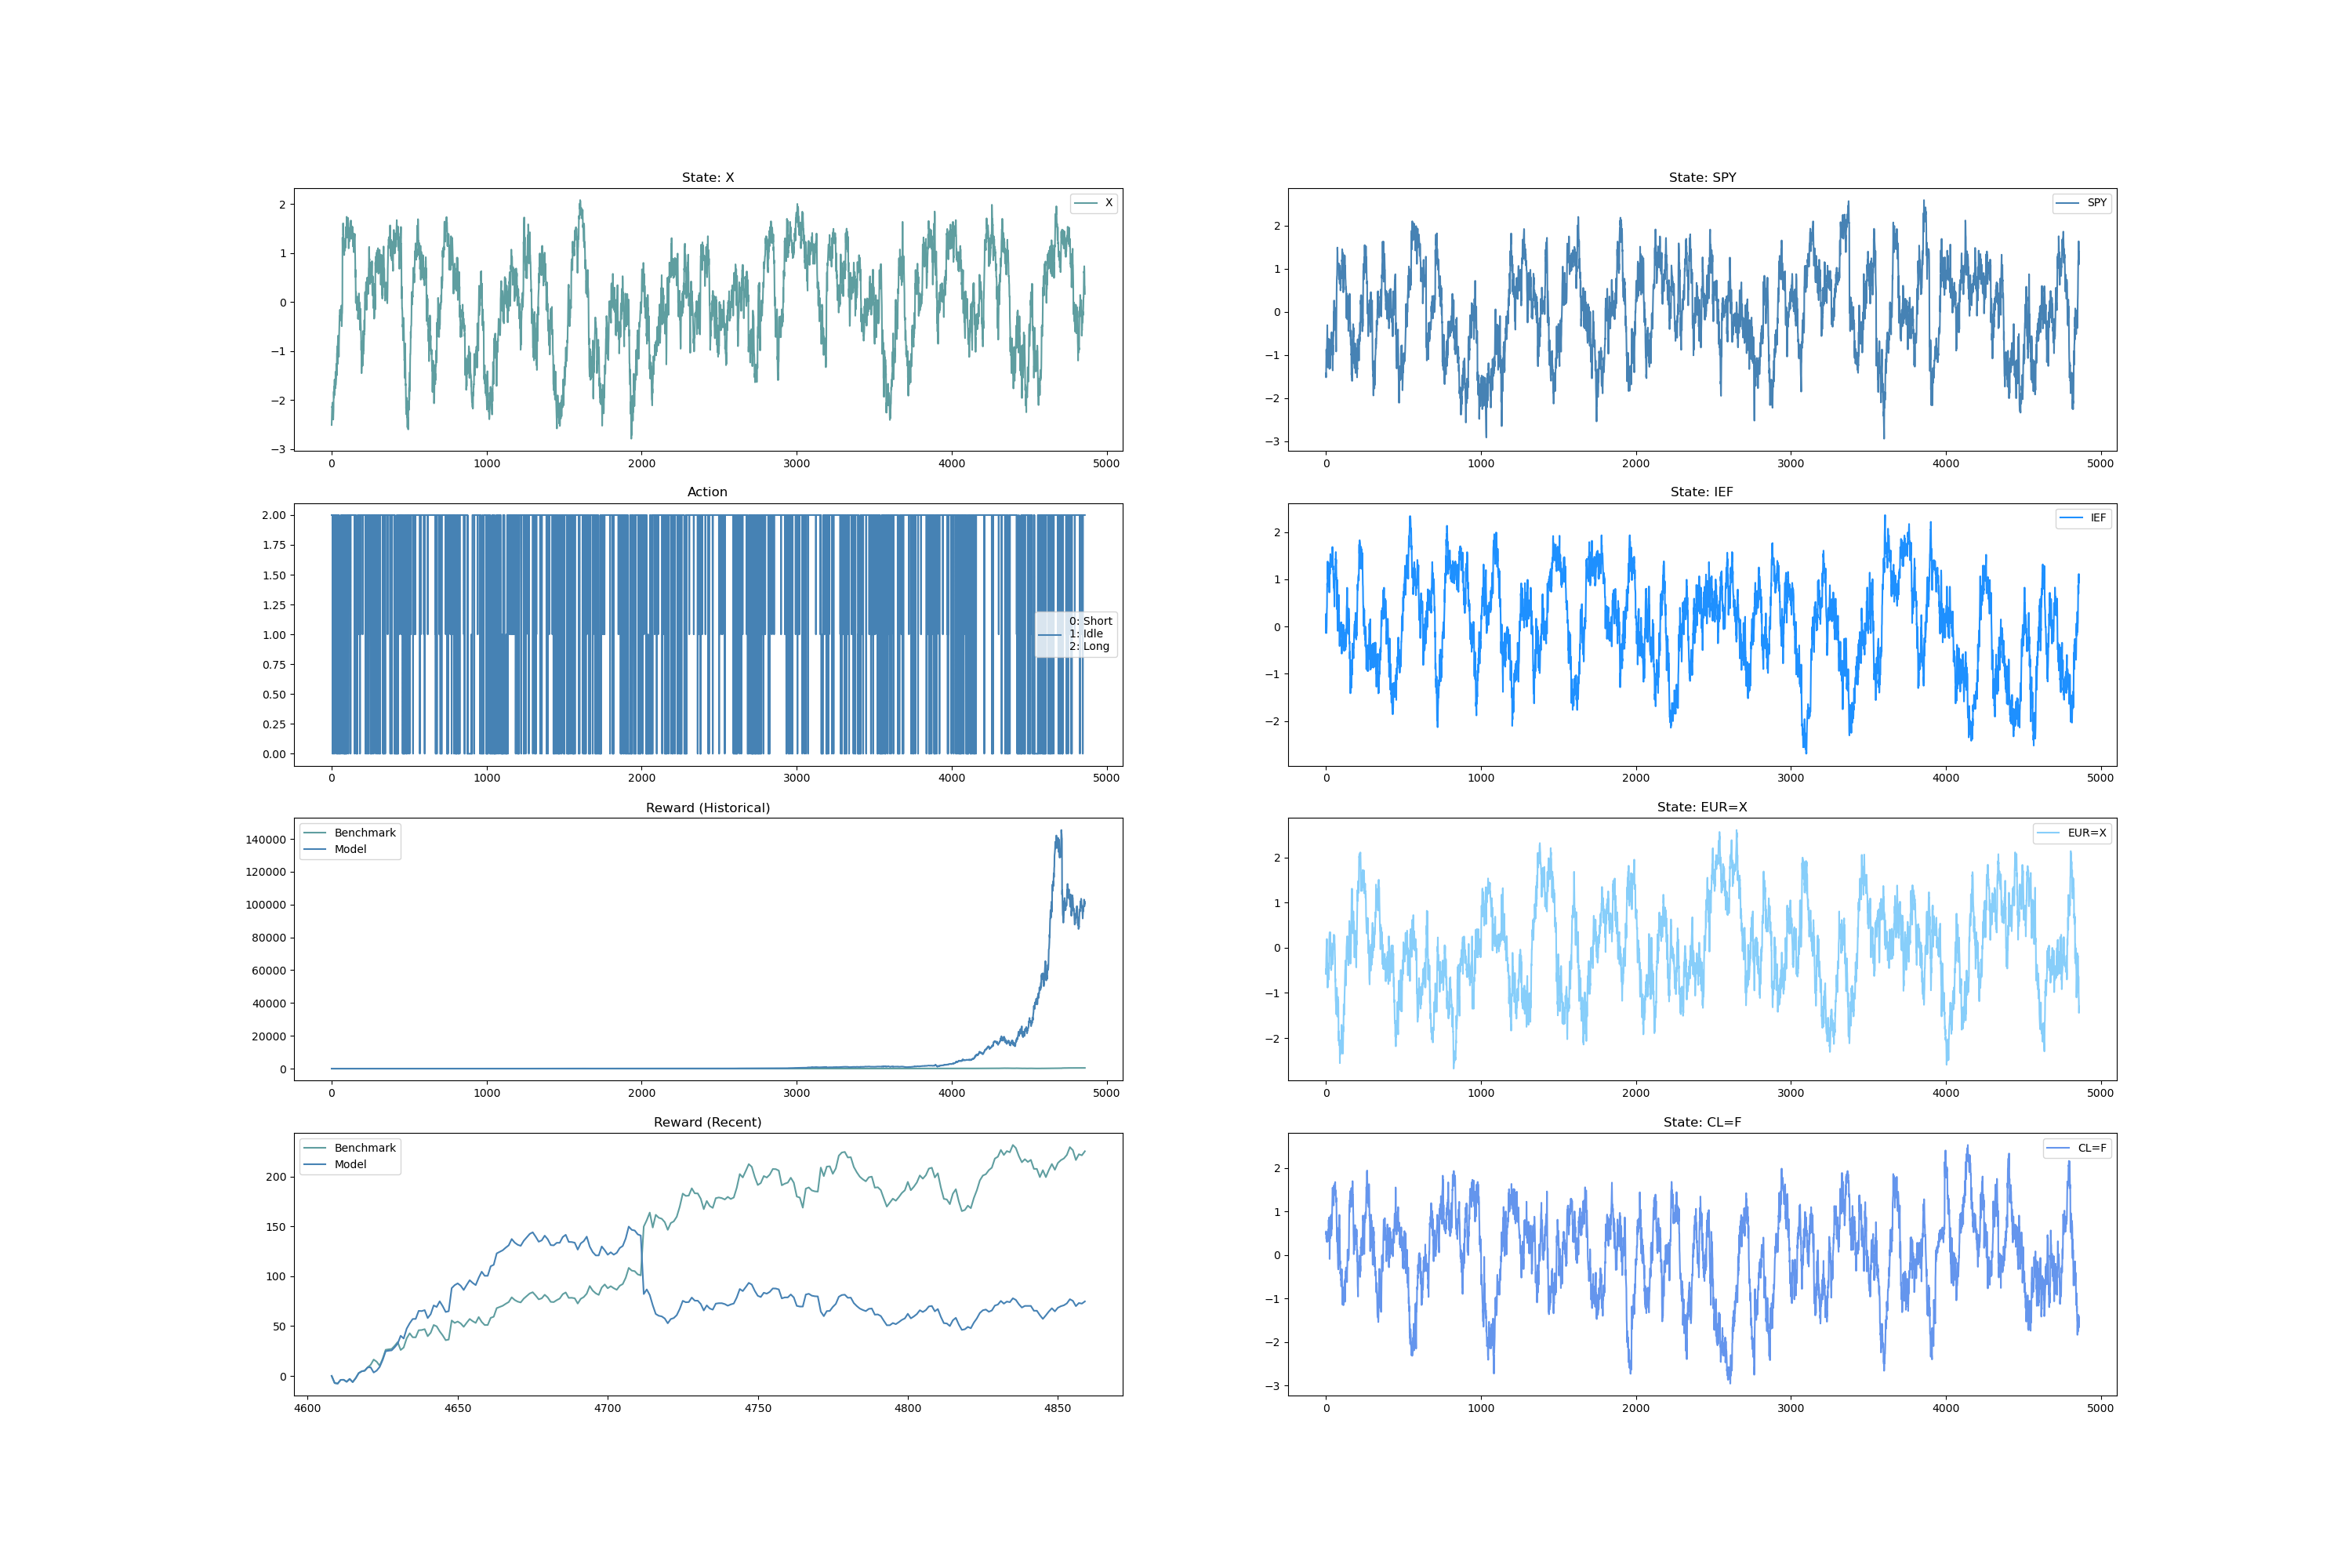 State: X
X
2
1
0
−1
−2
−3
0 1000 2000 3000 4000 5000
Action
2.00
1.75
1.50
1.25
1.00
0.75
0.50
0.25
0.00
0: Short
1: Idle
2: Long
0 1000 2000 3000 4000 5000
Reward (Historical)
Benchmark
Model
140000
120000
100000
80000
60000
40000
20000
0
0 1000 2000 3000 4000 5000
Reward (Recent)
Benchmark
Model
200
150
100
50
0
4600 4650 4700 4750 4800 4850
State: SPY
SPY
2
1
0
−1
−2
−3
0 1000 2000 3000 4000 5000
State: IEF
IEF
2
1
0
−1
−2
0 1000 2000 3000 4000 5000
State: EUR=X
EUR=X
2
1
0
−1
−2
0 1000 2000 3000 4000 5000
State: CL=F
CL=F
2
1
0
−1
−2
−3
0 1000 2000 3000 4000 5000